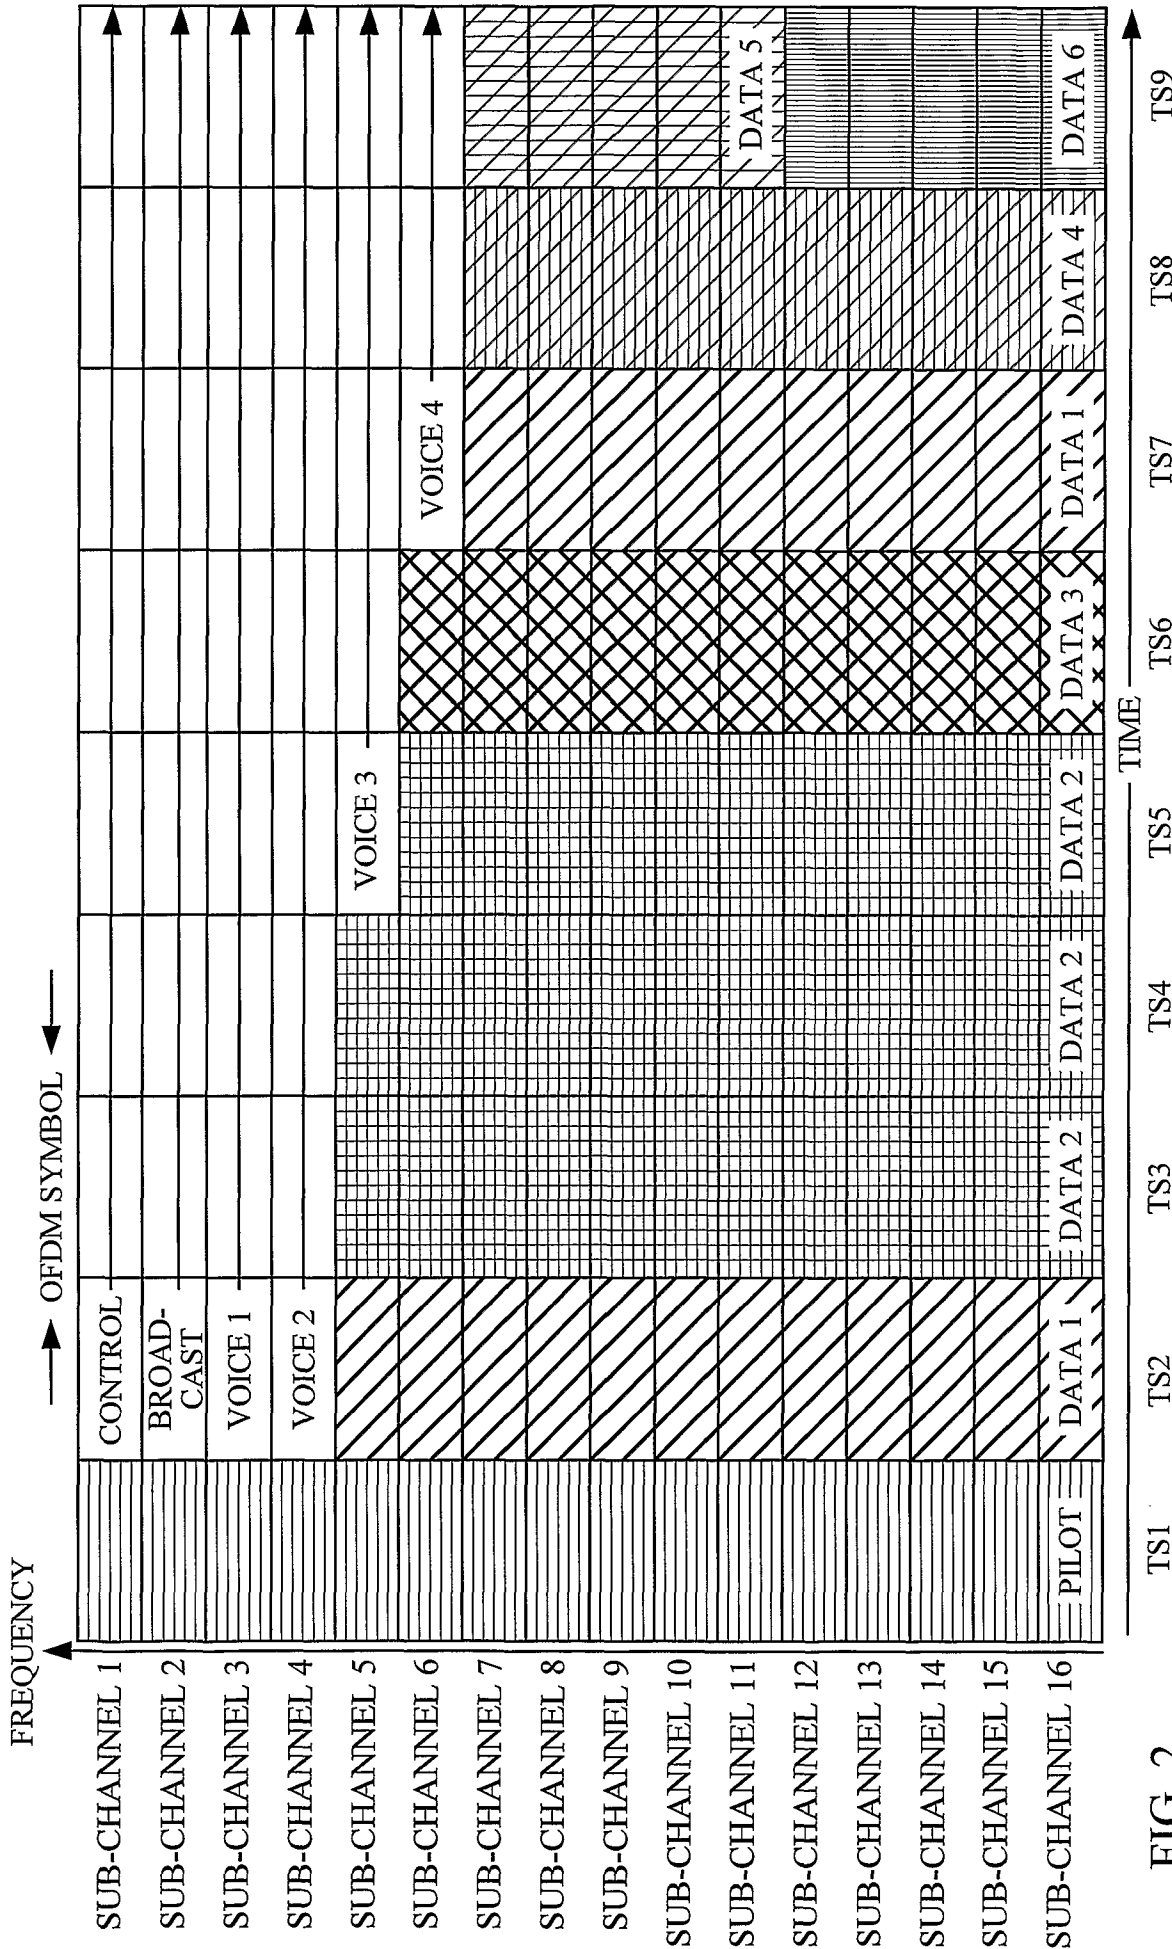 FREQUENCY
OFDM SYMBOL
SUB-CHANNEL 1
SUB-CHANNEL 2
SUB-CHANNEL 3
SUB-CHANNEL 4
SUB-CHANNEL 5
SUB-CHANNEL 6
SUB-CHANNEL 7
SUB-CHANNEL 8
SUB-CHANNEL 9
SUB-CHANNEL 10
SUB-CHANNEL 11
SUB-CHANNEL 12
SUB-CHANNEL 13
SUB-CHANNEL 14
SUB-CHANNEL 15
SUB-CHANNEL 16
CONTROL
BROAD-
CAST
VOICE 1
VOICE 2
VOICE 3
VOICE 4
DATA 5
PILOT
DATA 1
DATA 2
DATA 2
DATA 2
DATA 3
DATA 1
DATA 4
DATA 6
TIME
TS1
TS2
TS3
TS4
TS5
TS6
TS7
TS8
TS9
FIG. 2